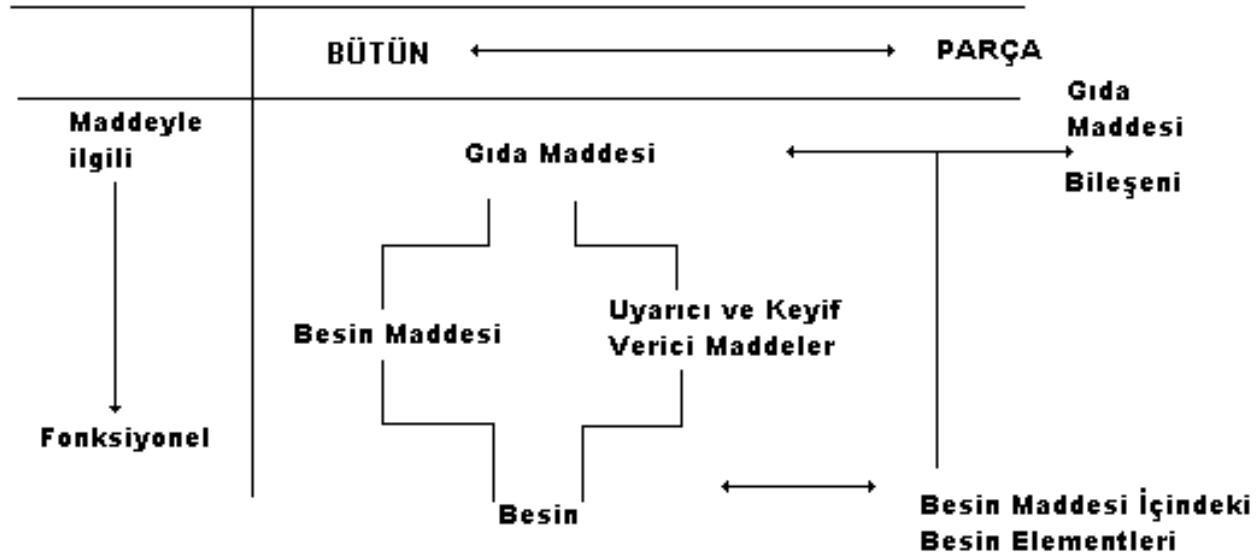 BÜTÜN
PARÇA
Maddeyle
ilgili
Gıda Maddesi
Gıda
Maddesi
Bileşeni
Besin Maddesi
Uyarıcı ve Keyif
Verici Maddeler
Fonksiyonel
Besin
Besin Maddesi İçindeki
Besin Elementleri